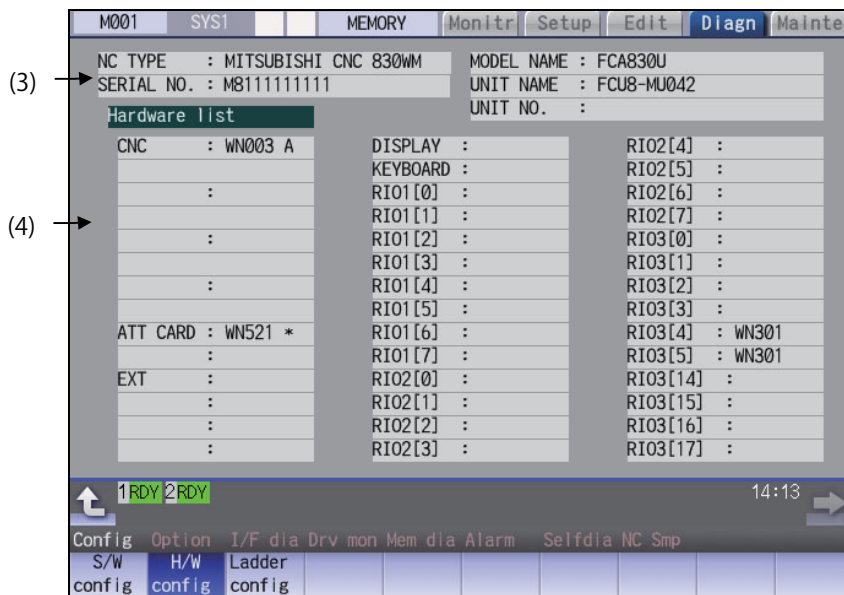 M001 SYS1 MEMORY Monitr Setup Edit Diagn Mainte
NC TYPE : MITSUBISHI CNC 830WM MODEL NAME : FCA830U
(3) SERIAL NO. : M8111111111 UNIT NAME : FCU8-MU042
UNIT NO. :
Hardware list
CNC : WN003 A DISPLAY : RIO2[4] :
KEYBOARD : RIO2[5] :
: RIO1[0] : RIO2[6] :
RIO1[1] : RIO2[7] :
(4) : RIO1[2] : RIO3[0] :
RIO1[3] : RIO3[1] :
: RIO1[4] : RIO3[2] :
RIO1[5] : RIO3[3] :
ATT CARD : WN521 * RIO1[6] : RIO3[4] : WN301
: RIO1[7] : RIO3[5] : WN301
EXT : RIO2[0] : RIO3[14] :
: RIO2[1] : RIO3[15] :
: RIO2[2] : RIO3[16] :
: RIO2[3] : RIO3[17] :
1 RDY 2 RDY 14:13
Config Option I/F dia Drv mon Mem dia Alarm Selfdia NC Smp
S/W H/W Ladder
config config config